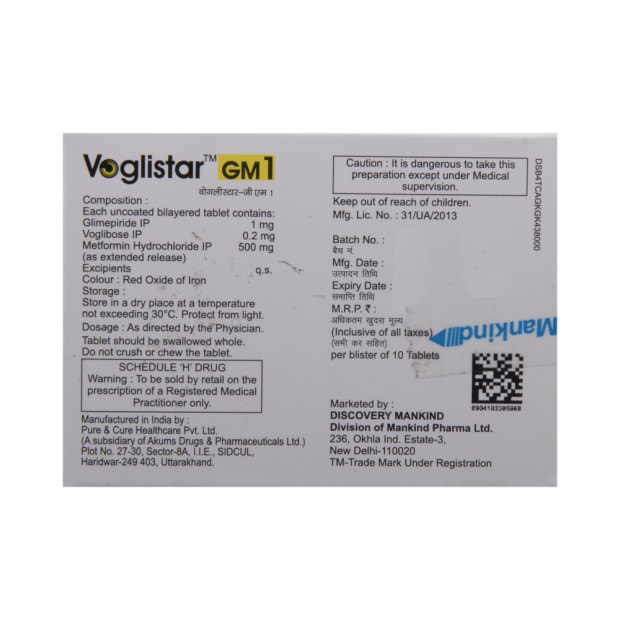 Voglistar™ GM1
वोगलीस्टार-जी एम 1
Composition :
Each uncoated bilayered tablet contains:
Glimepiride IP 1 mg
Voglibose IP 0.2 mg
Metformin Hydrochloride IP 500 mg
(as extended release)
Excipients q.s.
Colour : Red Oxide of Iron
Storage :
Store in a dry place at a temperature
not exceeding 30°C. Protect from light.
Dosage : As directed by the Physician.
Tablet should be swallowed whole.
Do not crush or chew the tablet.
SCHEDULE 'H' DRUG
Warning : To be sold by retail on the
prescription of a Registered Medical
Practitioner only.
Manufactured in India by :
Pure & Cure Healthcare Pvt. Ltd.
(A subsidiary of Akums Drugs & Pharmaceuticals Ltd.)
Plot No. 27-30, Sector-8A, I.I.E., SIDCUL,
Haridwar-249 403, Uttarakhand.
Caution : It is dangerous to take this
preparation except under Medical
supervision.
Keep out of reach of children.
Mfg. Lic. No. : 31/UA/2013
Batch No. :
बैच नं.
Mfg. Date :
उत्पादन तिथि
Expiry Date :
समाप्ति तिथि
M.R.P. ₹ :
अधिकतम खुदरा मूल्य
(Inclusive of all taxes)
(सभी कर सहित)
per blister of 10 Tablets
Mankind
8904103305968
Marketed by :
DISCOVERY MANKIND
Division of Mankind Pharma Ltd.
236, Okhla Ind. Estate-3,
New Delhi-110020
TM-Trade Mark Under Registration
DSB4TCAGKGK438000